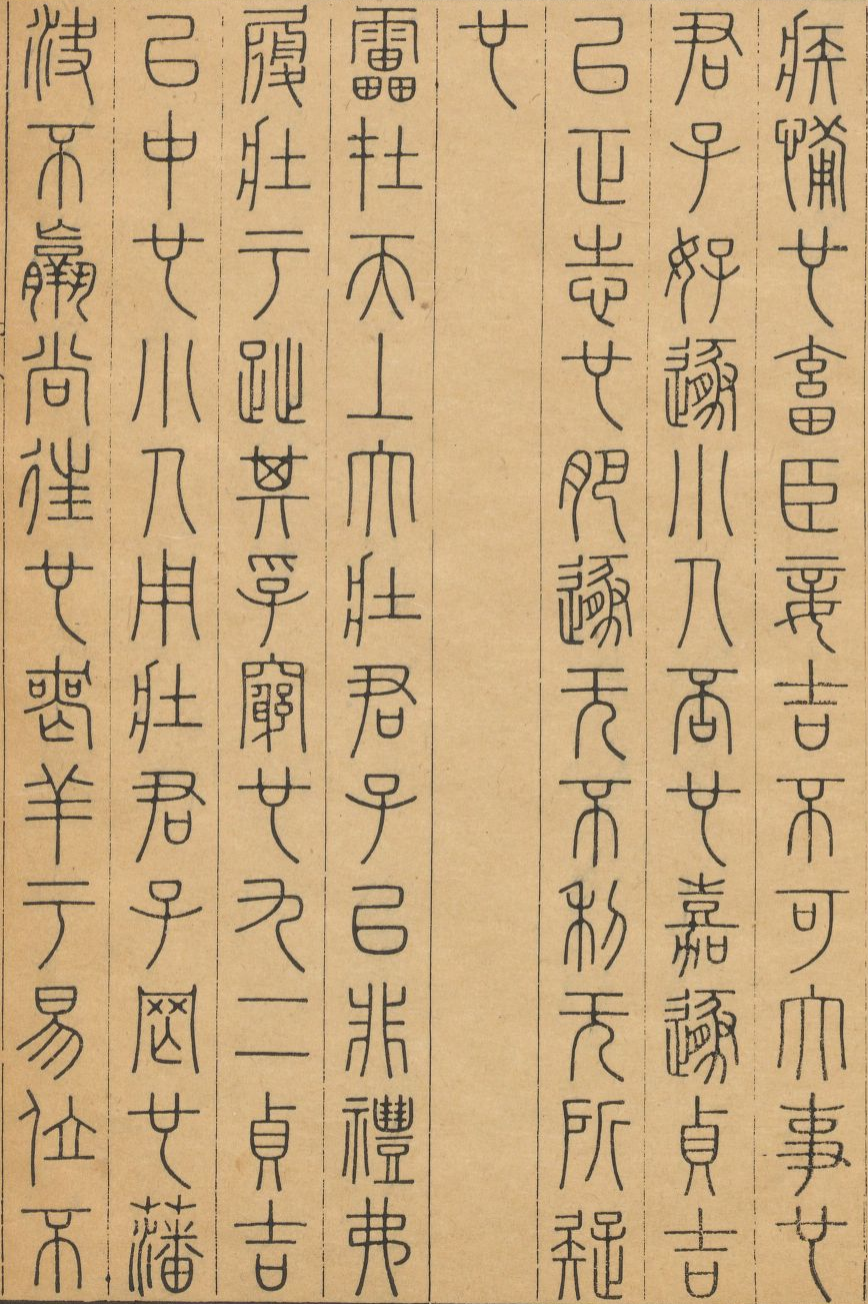 疾憊也畜臣妾吉不可大事也
君子好遯小人否也嘉遯貞吉
㠯正志也肥遯无不利无所疑
也
靁在天上大壯君子㠯非禮弗
履壯于趾其孚窮也九二貞吉
㠯中也小人用壯君子罔也藩
決不羸尚往也喪羊于易位不